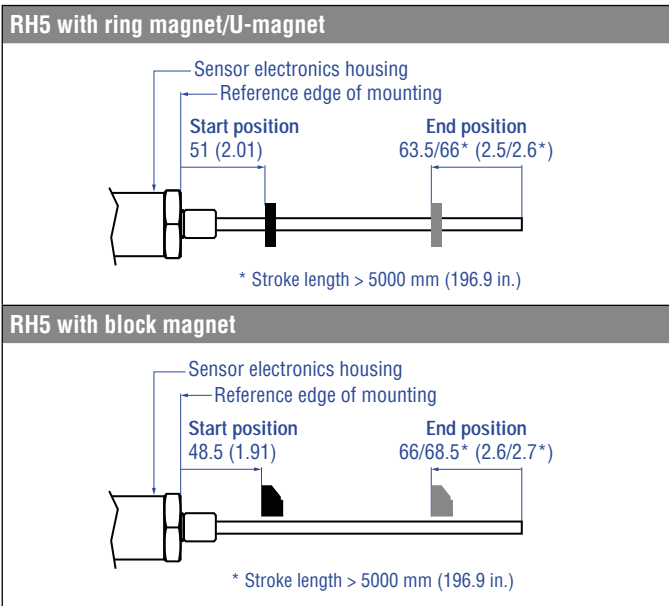 RH5 with ring magnet/U-magnet
Sensor electronics housing
Reference edge of mounting
Start position
51 (2.01)
End position
63.5/66* (2.5/2.6*)
* Stroke length > 5000 mm (196.9 in.)
RH5 with block magnet
Sensor electronics housing
Reference edge of mounting
Start position
48.5 (1.91)
End position
66/68.5* (2.6/2.7*)
* Stroke length > 5000 mm (196.9 in.)